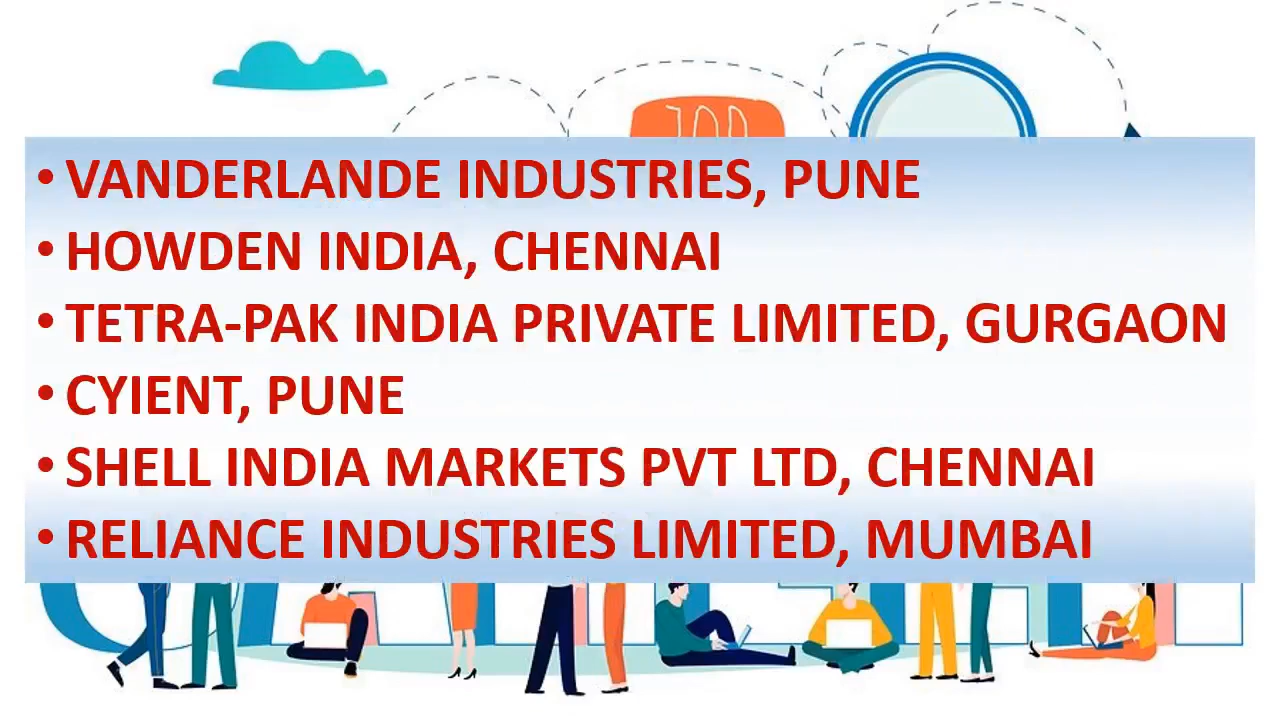 JOB
• VANDERLANDE INDUSTRIES, PUNE
• HOWDEN INDIA, CHENNAI
• TETRA-PAK INDIA PRIVATE LIMITED, GURGAON
• CYIENT, PUNE
• SHELL INDIA MARKETS PVT LTD, CHENNAI
• RELIANCE INDUSTRIES LIMITED, MUMBAI